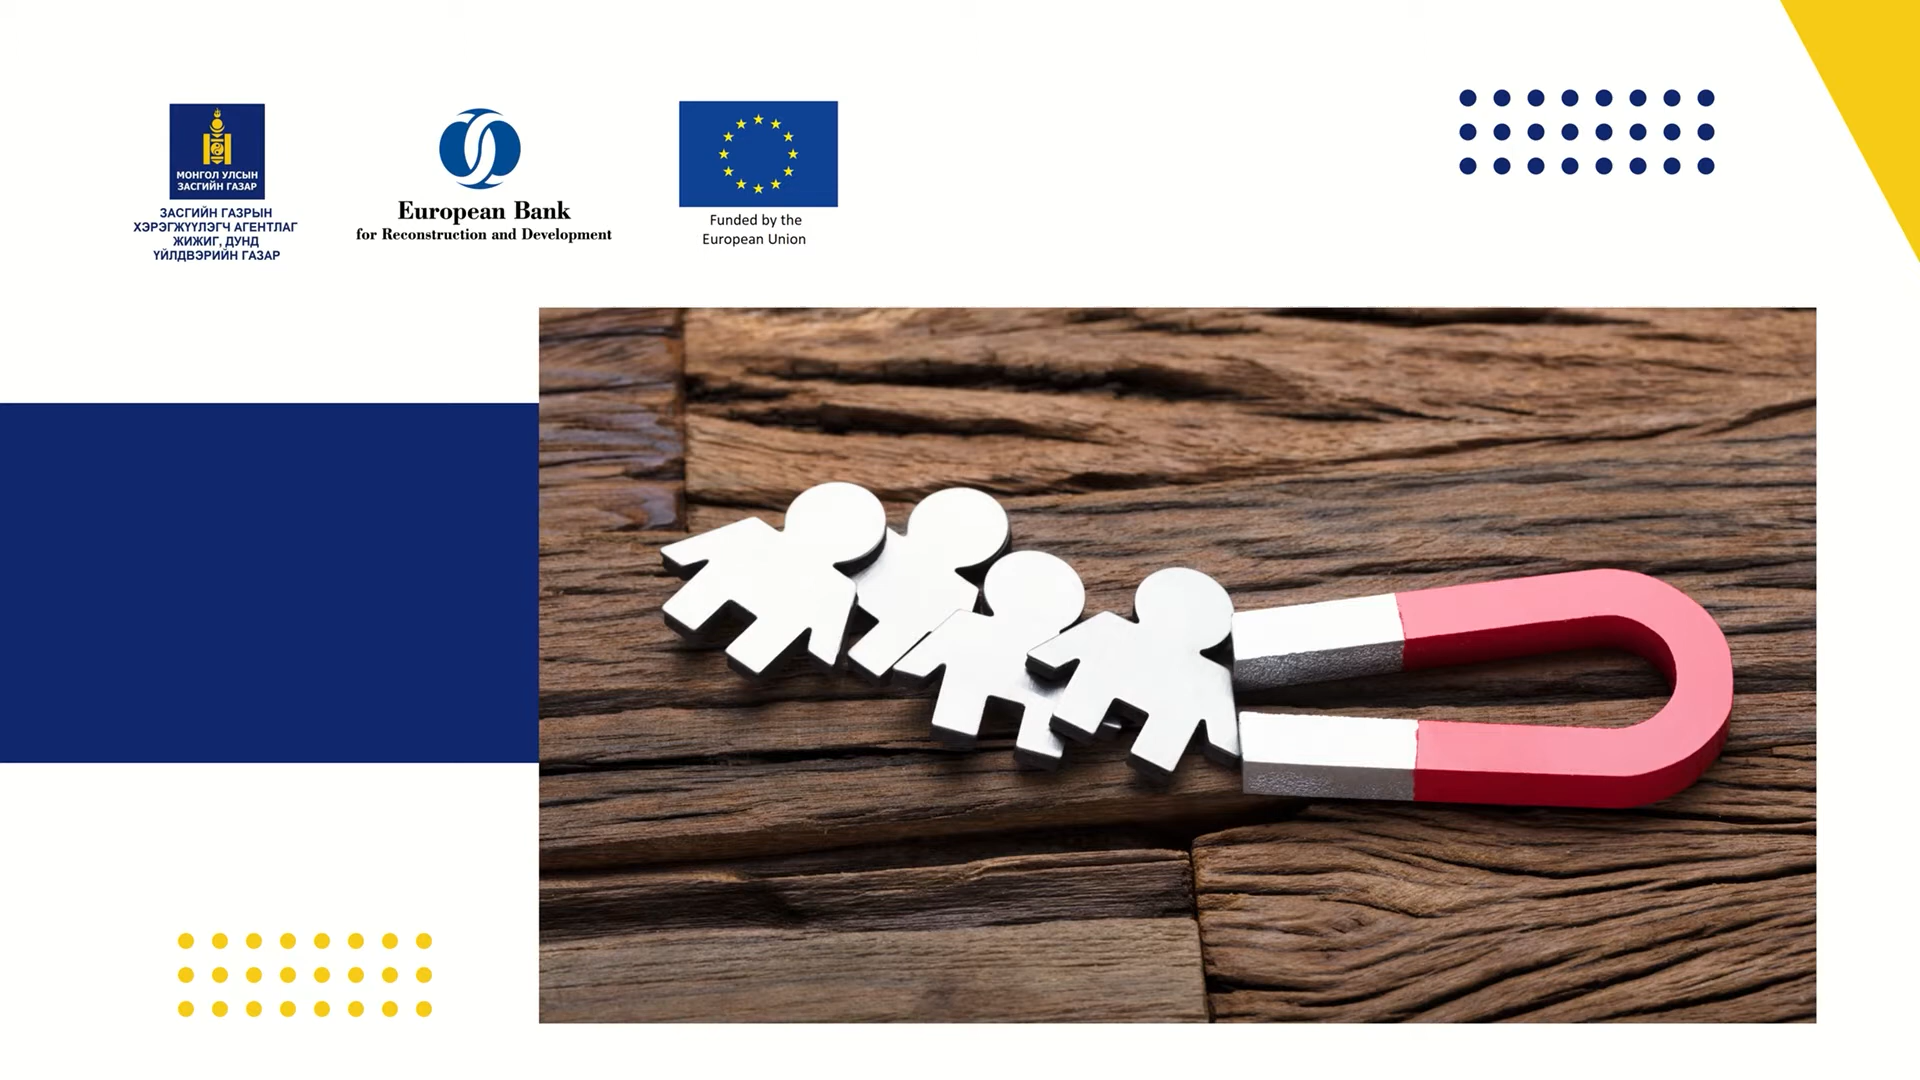 МОНГОЛ УЛСЫН
ЗАСГИЙН ГАЗАР
ЗАСГИЙН ГАЗРЫН
ХЭРЭГЖҮҮЛЭГЧ АГЕНТЛАГ
ЖИЖИГ, ДУНД
ҮЙЛДВЭРИЙН ГАЗАР
European Bank
for Reconstruction and Development
Funded by the
European Union